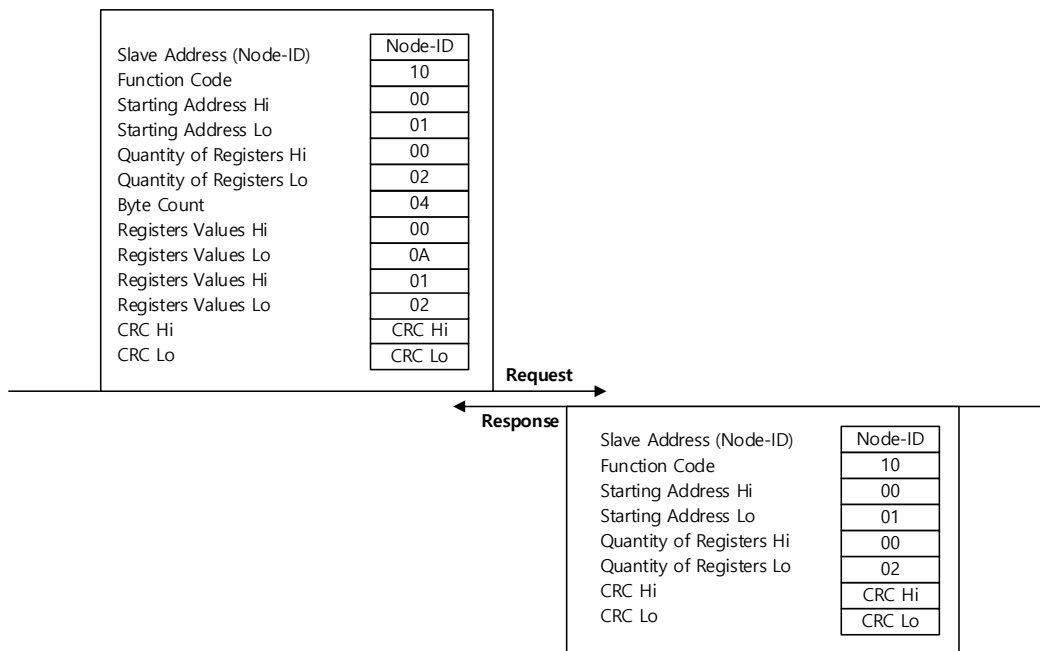 Slave Address (Node-ID) Node-ID
Function Code 10
Starting Address Hi 00
Starting Address Lo 01
Quantity of Registers Hi 00
Quantity of Registers Lo 02
Byte Count 04
Registers Values Hi 00
Registers Values Lo 0A
Registers Values Hi 01
Registers Values Lo 02
CRC Hi CRC Hi
CRC Lo CRC Lo
Request
Response
Slave Address (Node-ID) Node-ID
Function Code 10
Starting Address Hi 00
Starting Address Lo 01
Quantity of Registers Hi 00
Quantity of Registers Lo 02
CRC Hi CRC Hi
CRC Lo CRC Lo